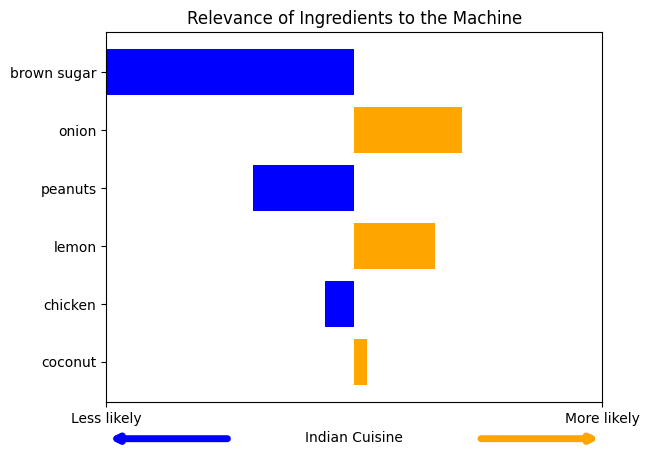 Relevance of Ingredients to the Machine
brown sugar
onion
peanuts
lemon
chicken
coconut
Less likely
More likely
Indian Cuisine